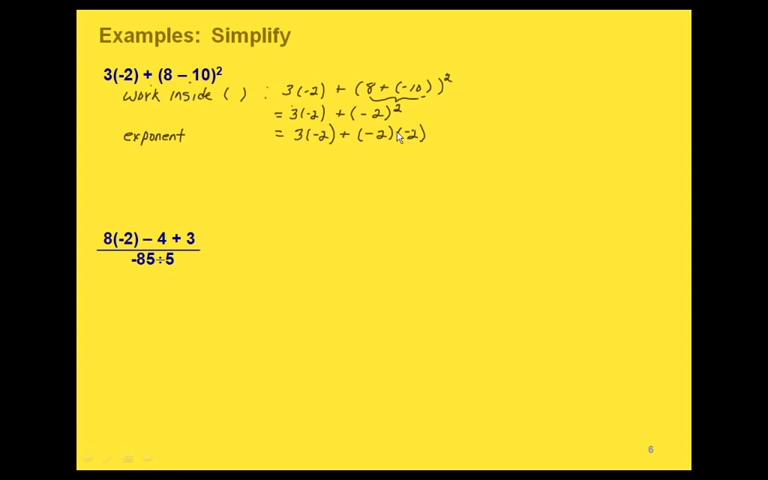 Examples: Simplify
3(-2) + (8 – 10)²
work inside ( ) : 3(-2) + (8 + (-10))²
= 3(-2) + (-2)²
exponent = 3(-2) + (-2)(-2)
8(-2) – 4 + 3
-85÷5
6